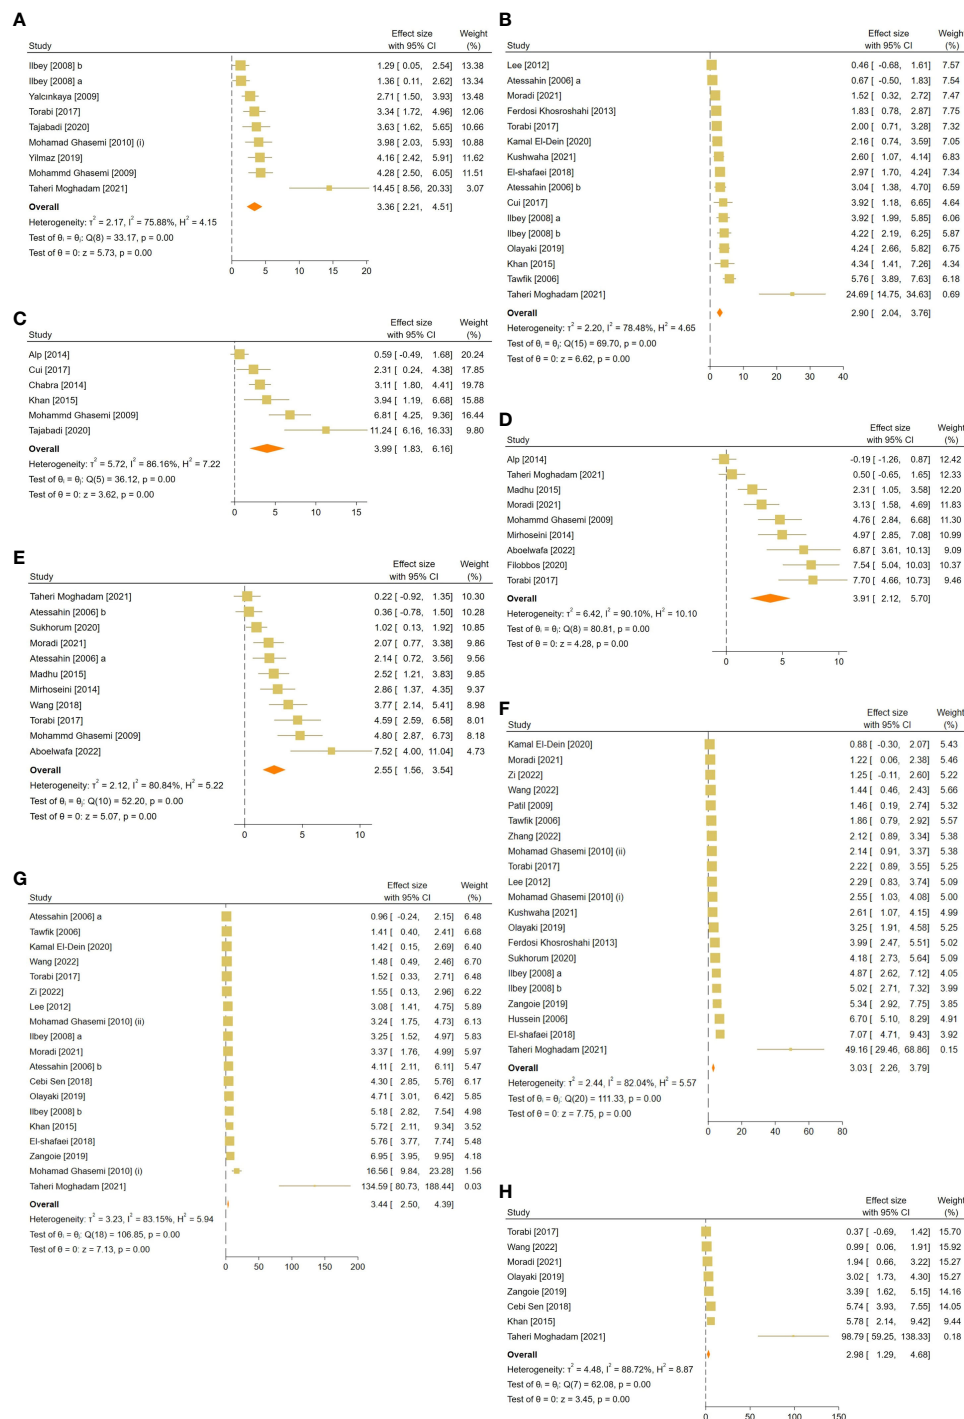 A
Effect size Weight
Study with 95% CI (%)
Ilbey [2008] b 1.29 [ 0.05, 2.54] 13.38
Ilbey [2008] a 1.36 [ 0.11, 2.62] 13.34
Yalcınkaya [2009] 2.71 [ 1.50, 3.93] 13.48
Torabi [2017] 3.34 [ 1.72, 4.96] 12.06
Tajabadi [2020] 3.63 [ 1.62, 5.65] 10.66
Mohamad Ghasemi [2010] (i) 3.98 [ 2.03, 5.93] 10.88
Yilmaz [2019] 4.16 [ 2.42, 5.91] 11.62
Mohammd Ghasemi [2009] 4.28 [ 2.50, 6.05] 11.51
Taheri Moghadam [2021] 14.45 [ 8.56, 20.33] 3.07
Overall 3.36 [ 2.21, 4.51]
Heterogeneity: τ² = 2.17, I² = 75.88%, H² = 4.15
Test of θᵢ = θⱼ: Q(8) = 33.17, p = 0.00
Test of θ = 0: z = 5.73, p = 0.00
0 5 10 15 20
B
Effect size Weight
Study with 95% CI (%)
Lee [2012] 0.46 [ -0.68, 1.61] 7.57
Atessahin [2006] a 0.67 [ -0.50, 1.83] 7.54
Moradi [2021] 1.52 [ 0.32, 2.72] 7.47
Ferdosi Khosroshahi [2013] 1.83 [ 0.78, 2.87] 7.75
Torabi [2017] 2.00 [ 0.71, 3.28] 7.32
Kamal El-Dein [2020] 2.16 [ 0.74, 3.59] 7.05
Kushwaha [2021] 2.60 [ 1.07, 4.14] 6.83
El-shafaei [2018] 2.97 [ 1.70, 4.24] 7.34
Atessahin [2006] b 3.04 [ 1.38, 4.70] 6.59
Cui [2017] 3.92 [ 1.18, 6.65] 4.64
Ilbey [2008] a 3.92 [ 1.99, 5.85] 6.05
Ilbey [2008] b 4.22 [ 2.19, 6.25] 5.87
Olayaki [2019] 4.24 [ 2.66, 5.82] 6.75
Khan [2015] 4.34 [ 1.41, 7.26] 4.34
Tawfik [2006] 5.76 [ 3.89, 7.63] 6.18
Taheri Moghadam [2021] 24.69 [ 14.75, 34.63] 0.69
Overall 2.90 [ 2.04, 3.76]
Heterogeneity: τ² = 2.20, I² = 78.48%, H² = 4.65
Test of θᵢ = θⱼ: Q(15) = 69.70, p = 0.00
Test of θ = 0: z = 6.62, p = 0.00
0 10 20 30 40
C
Effect size Weight
Study with 95% CI (%)
Alp [2014] 0.59 [ -0.49, 1.68] 20.24
Cui [2017] 2.31 [ 0.24, 4.38] 17.85
Chabra [2014] 3.11 [ 1.80, 4.41] 19.78
Khan [2015] 3.94 [ 1.19, 6.68] 15.88
Mohammd Ghasemi [2009] 6.81 [ 4.25, 9.36] 16.44
Tajabadi [2020] 11.24 [ 6.16, 16.33] 9.80
Overall 3.99 [ 1.83, 6.16]
Heterogeneity: τ² = 5.72, I² = 86.16%, H² = 7.22
Test of θᵢ = θⱼ: Q(5) = 36.12, p = 0.00
Test of θ = 0: z = 3.62, p = 0.00
0 5 10 15
D
Effect size Weight
Study with 95% CI (%)
Alp [2014] -0.19 [ -1.26, 0.87] 12.42
Taheri Moghadam [2021] 0.50 [ -0.65, 1.65] 12.33
Madhu [2015] 2.31 [ 1.05, 3.58] 12.20
Moradi [2021] 3.13 [ 1.58, 4.69] 11.83
Mohammd Ghasemi [2009] 4.76 [ 2.84, 6.68] 11.30
Mirhoseini [2014] 4.97 [ 2.85, 7.08] 10.99
Aboelwafa [2022] 6.87 [ 3.61, 10.13] 9.09
Filobbos [2020] 7.54 [ 5.04, 10.03] 10.37
Torabi [2017] 7.70 [ 4.66, 10.73] 9.46
Overall 3.91 [ 2.12, 5.70]
Heterogeneity: τ² = 6.42, I² = 90.10%, H² = 10.10
Test of θᵢ = θⱼ: Q(8) = 80.81, p = 0.00
Test of θ = 0: z = 4.28, p = 0.00
0 5 10
E
Effect size Weight
Study with 95% CI (%)
Taheri Moghadam [2021] 0.22 [ -0.92, 1.35] 10.30
Atessahin [2006] b 0.36 [ -0.78, 1.50] 10.28
Sukhorum [2020] 1.02 [ 0.13, 1.92] 10.85
Moradi [2021] 2.07 [ 0.77, 3.38] 9.86
Atessahin [2006] a 2.14 [ 0.72, 3.56] 9.56
Madhu [2015] 2.52 [ 1.21, 3.83] 9.85
Mirhoseini [2014] 2.86 [ 1.37, 4.35] 9.37
Wang [2018] 3.77 [ 2.14, 5.41] 8.98
Torabi [2017] 4.59 [ 2.59, 6.58] 8.01
Mohammd Ghasemi [2009] 4.80 [ 2.87, 6.73] 8.18
Aboelwafa [2022] 7.52 [ 4.00, 11.04] 4.73
Overall 2.55 [ 1.56, 3.54]
Heterogeneity: τ² = 2.12, I² = 80.84%, H² = 5.22
Test of θᵢ = θⱼ: Q(10) = 52.20, p = 0.00
Test of θ = 0: z = 5.07, p = 0.00
0 5 10
F
Effect size Weight
Study with 95% CI (%)
Kamal El-Dein [2020] 0.88 [ -0.30, 2.07] 5.43
Moradi [2021] 1.22 [ 0.06, 2.38] 5.46
Zi [2022] 1.25 [ -0.11, 2.60] 5.22
Wang [2022] 1.44 [ 0.46, 2.43] 5.66
Patil [2009] 1.46 [ 0.19, 2.74] 5.32
Tawfik [2006] 1.86 [ 0.79, 2.92] 5.57
Zhang [2022] 2.12 [ 0.89, 3.34] 5.38
Mohamad Ghasemi [2010] (ii) 2.14 [ 0.91, 3.37] 5.38
Torabi [2017] 2.22 [ 0.89, 3.55] 5.25
Lee [2012] 2.29 [ 0.83, 3.74] 5.09
Mohamad Ghasemi [2010] (i) 2.55 [ 1.03, 4.08] 5.00
Kushwaha [2021] 2.61 [ 1.07, 4.15] 4.99
Olayaki [2019] 3.25 [ 1.91, 4.58] 5.25
Ferdosi Khosroshahi [2013] 3.99 [ 2.47, 5.51] 5.02
Sukhorum [2020] 4.18 [ 2.73, 5.64] 5.09
Ilbey [2008] a 4.87 [ 2.62, 7.12] 4.05
Ilbey [2008] b 5.02 [ 2.71, 7.32] 3.99
Zangoie [2019] 5.34 [ 2.92, 7.75] 3.85
Hussein [2006] 6.70 [ 5.10, 8.29] 4.91
El-shafaei [2018] 7.07 [ 4.71, 9.43] 3.92
Taheri Moghadam [2021] 49.16 [ 29.46, 68.86] 0.15
Overall 3.03 [ 2.26, 3.79]
Heterogeneity: τ² = 2.44, I² = 82.04%, H² = 5.57
Test of θᵢ = θⱼ: Q(20) = 111.33, p = 0.00
Test of θ = 0: z = 7.75, p = 0.00
0 20 40 60 80
G
Effect size Weight
Study with 95% CI (%)
Atessahin [2006] a 0.96 [ -0.24, 2.15] 6.48
Tawfik [2006] 1.41 [ 0.40, 2.41] 6.68
Kamal El-Dein [2020] 1.42 [ 0.15, 2.69] 6.40
Wang [2022] 1.48 [ 0.49, 2.46] 6.70
Torabi [2017] 1.52 [ 0.33, 2.71] 6.48
Zi [2022] 1.55 [ 0.13, 2.96] 6.22
Lee [2012] 3.08 [ 1.41, 4.75] 5.89
Mohamad Ghasemi [2010] (ii) 3.24 [ 1.75, 4.73] 6.13
Ilbey [2008] a 3.25 [ 1.52, 4.97] 5.83
Moradi [2021] 3.37 [ 1.76, 4.99] 5.97
Atessahin [2006] b 4.11 [ 2.11, 6.11] 5.47
Cebi Sen [2018] 4.30 [ 2.85, 5.76] 6.17
Olayaki [2019] 4.71 [ 3.01, 6.42] 5.85
Ilbey [2008] b 5.18 [ 2.82, 7.54] 4.98
Khan [2015] 5.72 [ 2.11, 9.34] 3.52
El-shafaei [2018] 5.76 [ 3.77, 7.74] 5.48
Zangoie [2019] 6.95 [ 3.95, 9.95] 4.18
Mohamad Ghasemi [2010] (i) 16.56 [ 9.84, 23.28] 1.56
Taheri Moghadam [2021] 134.59 [ 80.73, 188.44] 0.03
Overall 3.44 [ 2.50, 4.39]
Heterogeneity: τ² = 3.23, I² = 83.15%, H² = 5.94
Test of θᵢ = θⱼ: Q(18) = 106.85, p = 0.00
Test of θ = 0: z = 7.13, p = 0.00
0 50 100 150 200
H
Effect size Weight
Study with 95% CI (%)
Torabi [2017] 0.37 [ -0.69, 1.42] 15.70
Wang [2022] 0.99 [ 0.06, 1.91] 15.92
Moradi [2021] 1.94 [ 0.66, 3.22] 15.27
Olayaki [2019] 3.02 [ 1.73, 4.30] 15.27
Zangoie [2019] 3.39 [ 1.62, 5.15] 14.16
Cebi Sen [2018] 5.74 [ 3.93, 7.55] 14.05
Khan [2015] 5.78 [ 2.14, 9.42] 9.44
Taheri Moghadam [2021] 98.79 [ 59.25, 138.33] 0.18
Overall 2.98 [ 1.29, 4.68]
Heterogeneity: τ² = 4.48, I² = 88.72%, H² = 8.87
Test of θᵢ = θⱼ: Q(7) = 62.08, p = 0.00
Test of θ = 0: z = 3.45, p = 0.00
0 50 100 150